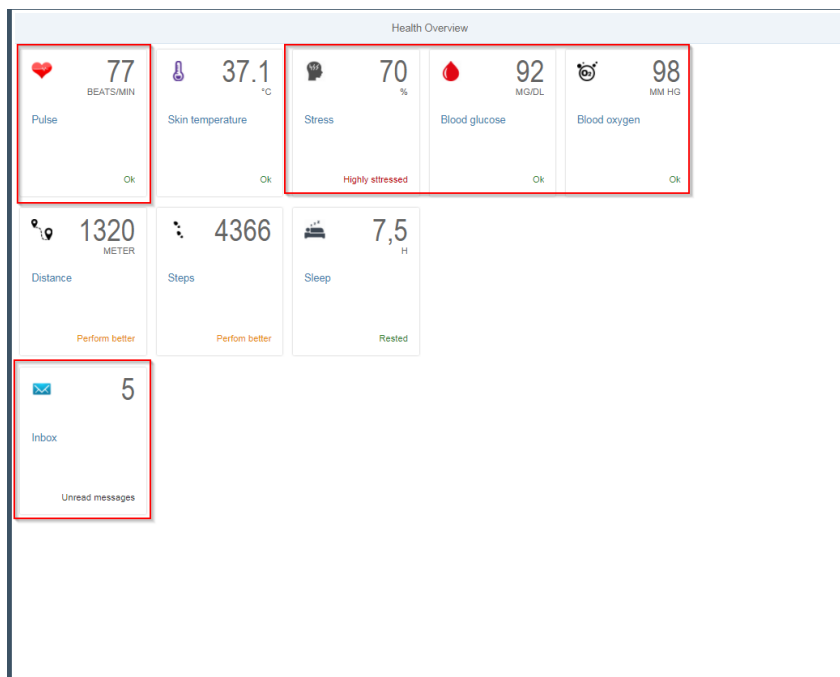 Health Overview
77
BEATS/MIN
Pulse
Ok
37.1
°C
Skin temperature
Ok
70
%
Stress
Highly sttressed
92
MG/DL
Blood glucose
Ok
O₂
98
MM HG
Blood oxygen
Ok
1320
METER
Distance
Perform better
4366
Steps
Perfom better
7,5
H
Sleep
Rested
5
Inbox
Unread messages